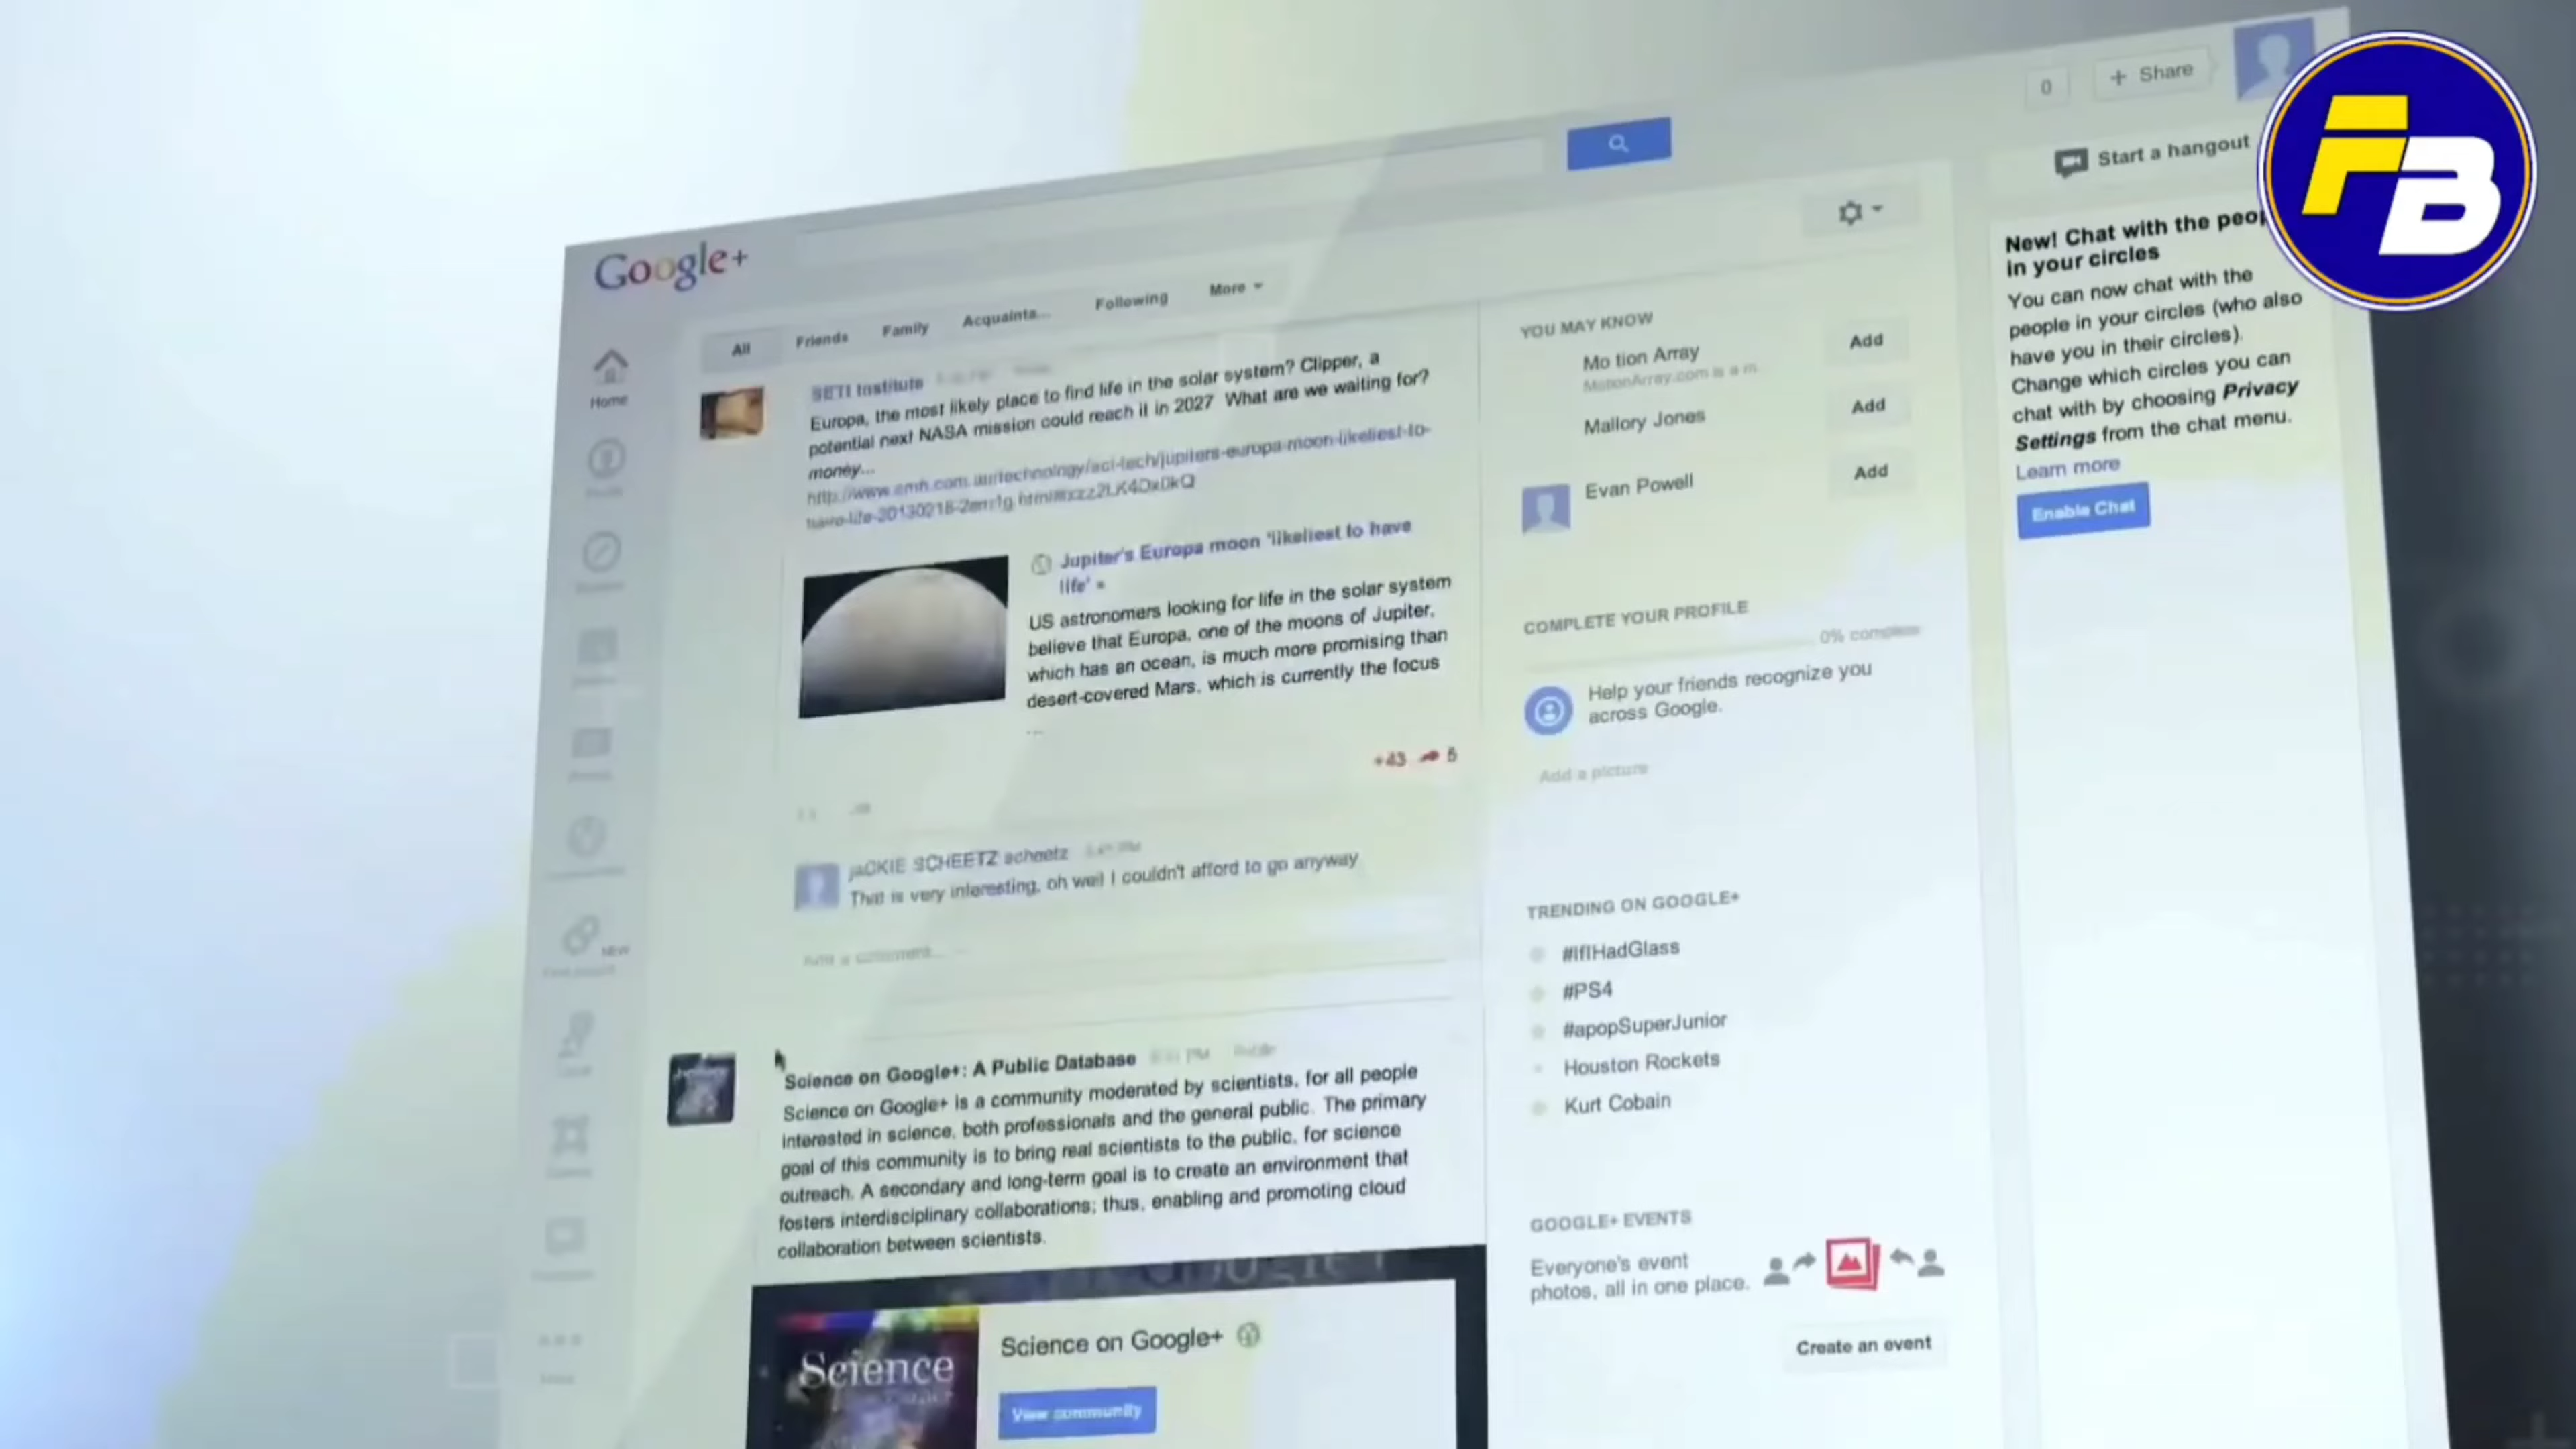 Google+
0
+ Share
FB
Start a hangout
All
Friends
Family
Acquainta...
Following
More
Home
SETI Institute
Europa, the most likely place to find life in the solar system? Clipper, a
potential next NASA mission could reach it in 2027 What are we waiting for?
money...
Jupiter's Europa moon 'likeliest to have
life' »
US astronomers looking for life in the solar system
believe that Europa, one of the moons of Jupiter,
which has an ocean, is much more promising than
desert-covered Mars, which is currently the focus
...
+43
jACKIE SCHEETZ scheetz
That is very interesting, oh well I couldn't afford to go anyway
Add a comment...
NEW
Science on Google+: A Public Database
Public
Science on Google+ is a community moderated by scientists, for all people
interested in science, both professionals and the general public. The primary
goal of this community is to bring real scientists to the public, for science
outreach. A secondary and long-term goal is to create an environment that
fosters interdisciplinary collaborations; thus, enabling and promoting cloud
collaboration between scientists.
Science
Science on Google+
View community
YOU MAY KNOW
Mo tion Array
MotionArray.com is a m
Add
Mallory Jones
Add
Evan Powell
Add
COMPLETE YOUR PROFILE
0% complete
Help your friends recognize you
across Google.
Add a picture
TRENDING ON GOOGLE+
#IfIHadGlass
#PS4
#apopSuperJunior
Houston Rockets
Kurt Cobain
GOOGLE+ EVENTS
Everyone's event
photos, all in one place.
Create an event
New! Chat with the
in your circles
You can now chat with the
people in your circles (who also
have you in their circles).
Change which circles you can
chat with by choosing Privacy
Settings from the chat menu.
Learn more
Enable Chat